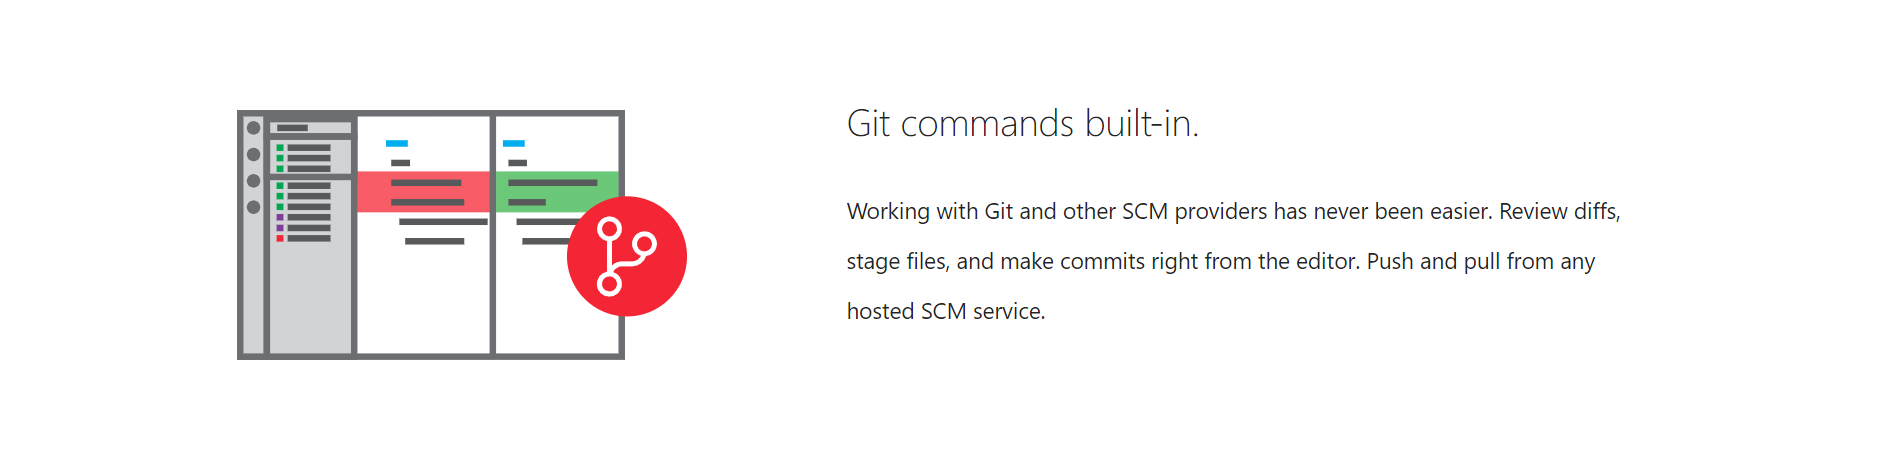 Git commands built-in.
Working with Git and other SCM providers has never been easier. Review diffs,
stage files, and make commits right from the editor. Push and pull from any
hosted SCM service.